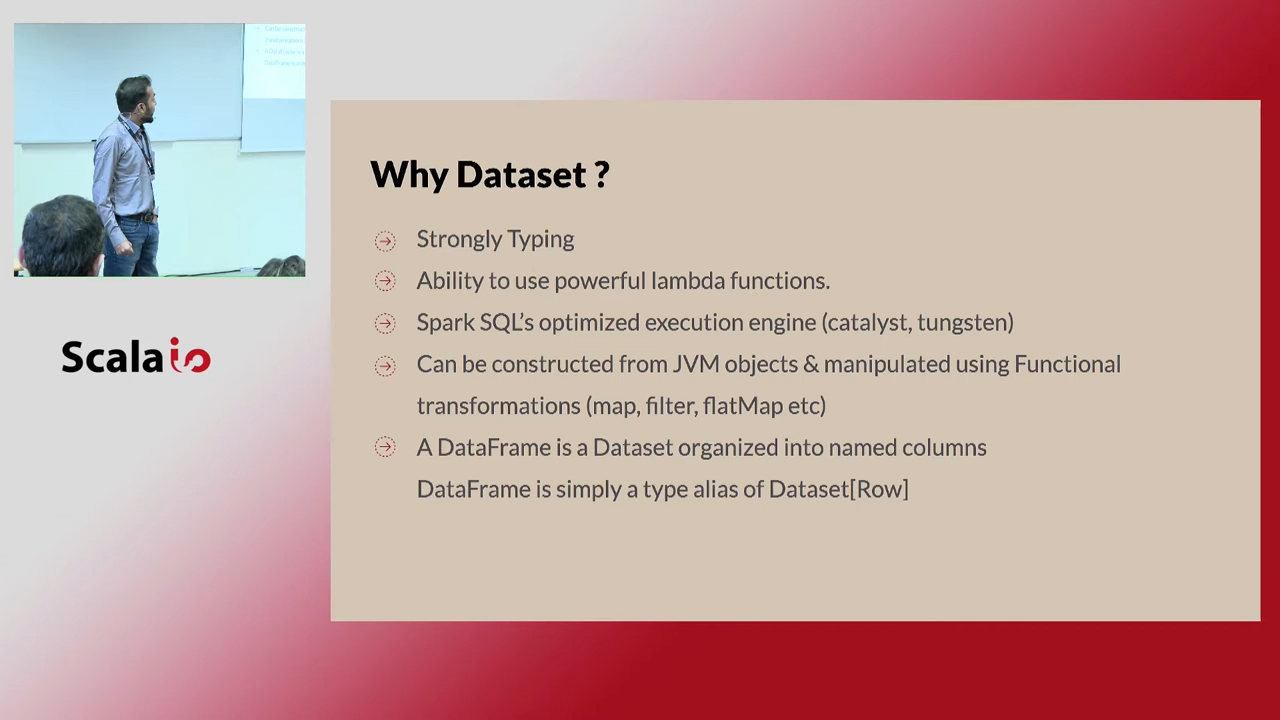 Why Dataset ?
Strongly Typing
Ability to use powerful lambda functions.
Spark SQL's optimized execution engine (catalyst, tungsten)
Can be constructed from JVM objects & manipulated using Functional
transformations (map, filter, flatMap etc)
A DataFrame is a Dataset organized into named columns
DataFrame is simply a type alias of Dataset[Row]
Scala io